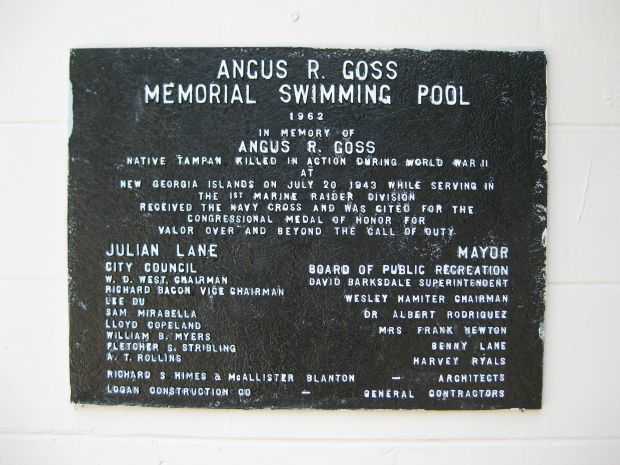 ANGUS R. GOSS
MEMORIAL SWIMMING POOL
1962
IN MEMORY OF
ANGUS R. GOSS
NATIVE TAMPAN KILLED IN ACTION DURING WORLD WAR II
AT
NEW GEORGIA ISLANDS ON JULY 20 1943 WHILE SERVING IN
THE 1ST MARINE RAIDER DIVISION
RECEIVED THE NAVY CROSS AND WAS CITED FOR THE
CONGRESSIONAL MEDAL OF HONOR FOR
VALOR OVER AND BEYOND THE CALL OF DUTY
JULIAN LANE MAYOR
CITY COUNCIL
W. D. WEST, CHAIRMAN
RICHARD BACON VICE CHAIRMAN
LEE DU
SAM MIRABELLA
LLOYD COPELAND
WILLIAM B. MYERS
FLETCHER S. STRIBLING
A. T. ROLLINS
BOARD OF PUBLIC RECREATION
DAVID BARKSDALE SUPERINTENDENT
WESLEY HAMITER CHAIRMAN
DR ALBERT RODRIQUEZ
MRS FRANK NEWTON
BENNY LANE
HARVEY RYALS
RICHARD S HIMES & MCALLISTER BLANTON — ARCHITECTS
LOGAN CONSTRUCTION CO — GENERAL CONTRACTORS